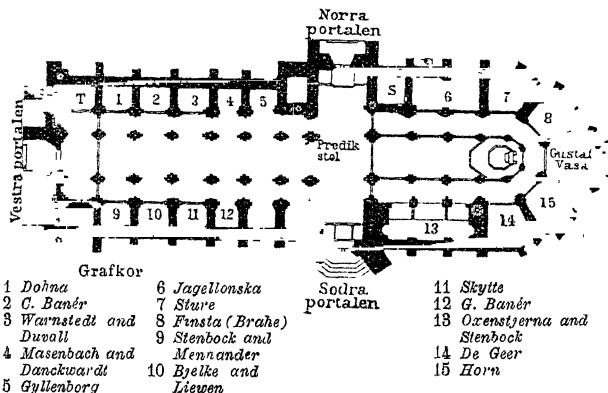 Norra
portalen
T 1 2 3 4 5 S 6 7 8
Vestra portalen
Predik
stol
Gustaf
Vasa
9 10 11 12 13 14 15
Södra
portalen
Grafkor
1 Dohna
2 C. Banér
3 Warnstedt and
Duvall
4 Masenbach and
Danckwardt
5 Gyllenborg
6 Jagellonska
7 Sture
8 Finsta (Brahe)
9 Stenbock and
Mennander
10 Bjelke and
Liewen
11 Skytte
12 G. Banér
13 Oxenstjerna and
Stenbock
14 De Geer
15 Horn